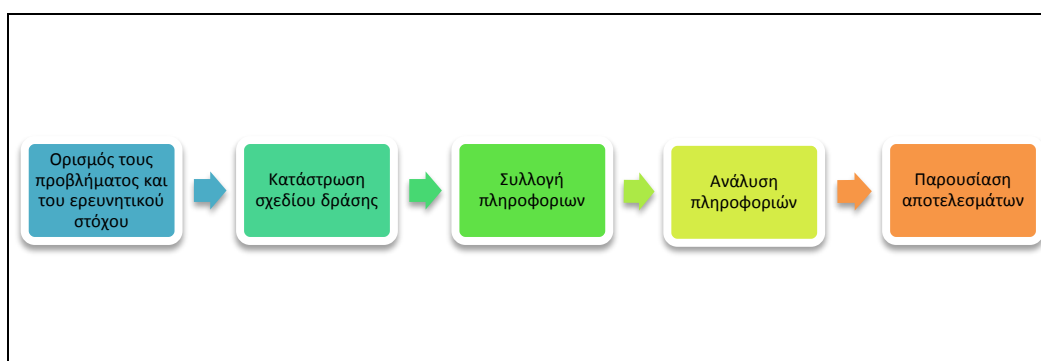 Ορισμός τους
προβλήματος και
του ερευνητικού
στόχου
Κατάστρωση
σχεδίου δράσης
Συλλογή
πληροφοριων
Ανάλυση
πληροφοριών
Παρουσίαση
αποτελεσμάτων